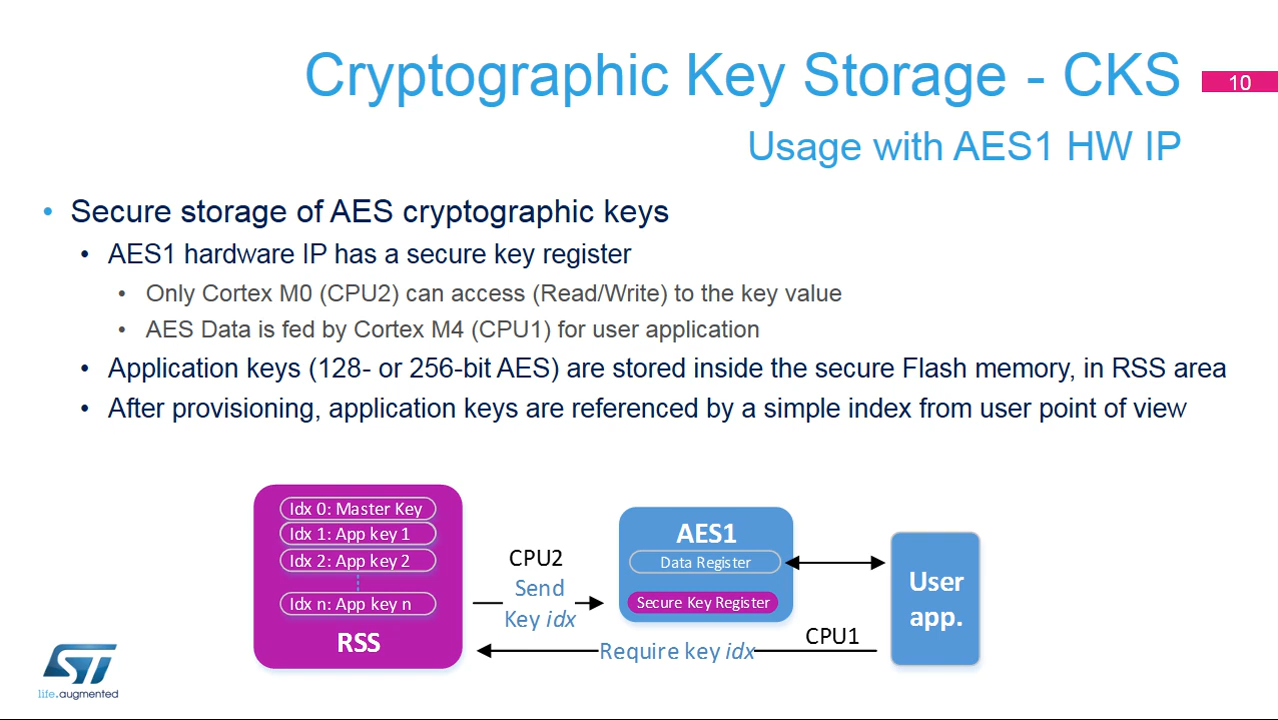 Cryptographic Key Storage - CKS
10
Usage with AES1 HW IP
• Secure storage of AES cryptographic keys
• AES1 hardware IP has a secure key register
• Only Cortex M0 (CPU2) can access (Read/Write) to the key value
• AES Data is fed by Cortex M4 (CPU1) for user application
• Application keys (128- or 256-bit AES) are stored inside the secure Flash memory, in RSS area
• After provisioning, application keys are referenced by a simple index from user point of view
Idx 0: Master Key
Idx 1: App key 1
Idx 2: App key 2
Idx n: App key n
RSS
CPU2
Send
Key idx
AES1
Data Register
Secure Key Register
CPU1
Require key idx
User
app.
ST
life.augmented